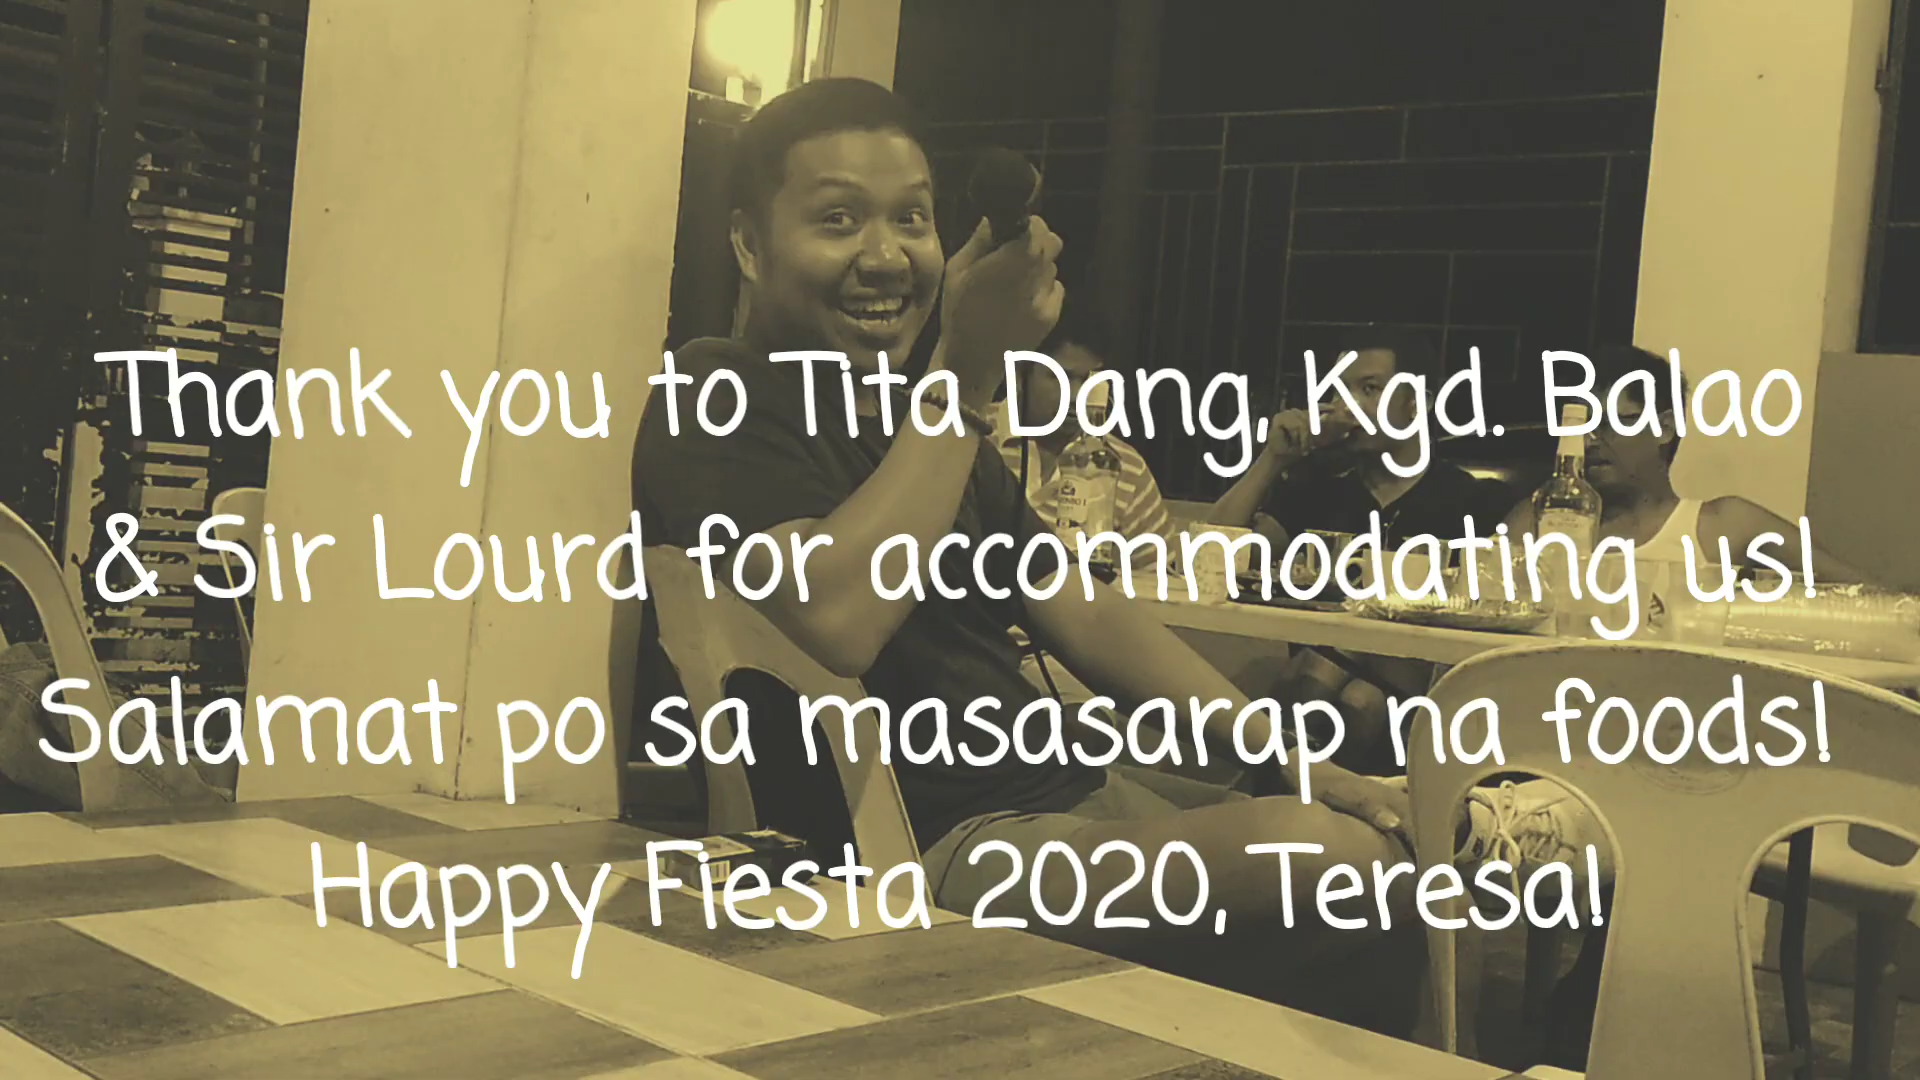 Thank you to Tita Dang, Kgd. Balao
& Sir Lourd for accommodating us!
Salamat po sa masasarap na foods!
Happy Fiesta 2020, Teresa!